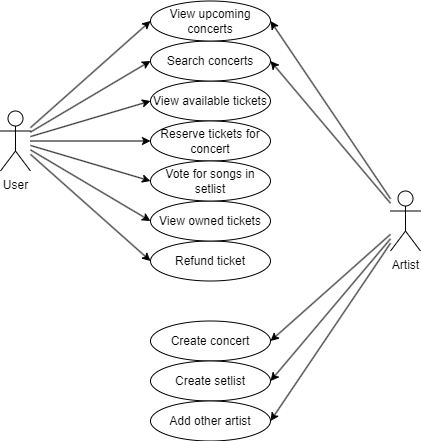 View upcoming
concerts
Search concerts
View available tickets
Reserve tickets for
concert
Vote for songs in
setlist
User
View owned tickets
Refund ticket
Artist
Create concert
Create setlist
Add other artist